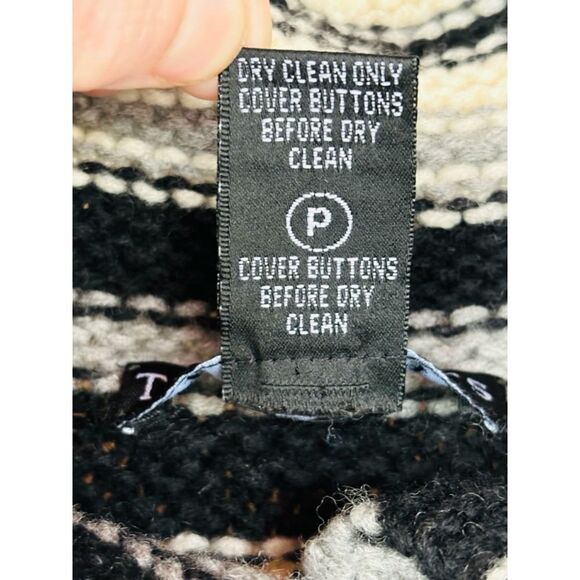 DRY CLEAN ONLY
COVER BUTTONS
BEFORE DRY
CLEAN
P
COVER BUTTONS
BEFORE DRY
CLEAN